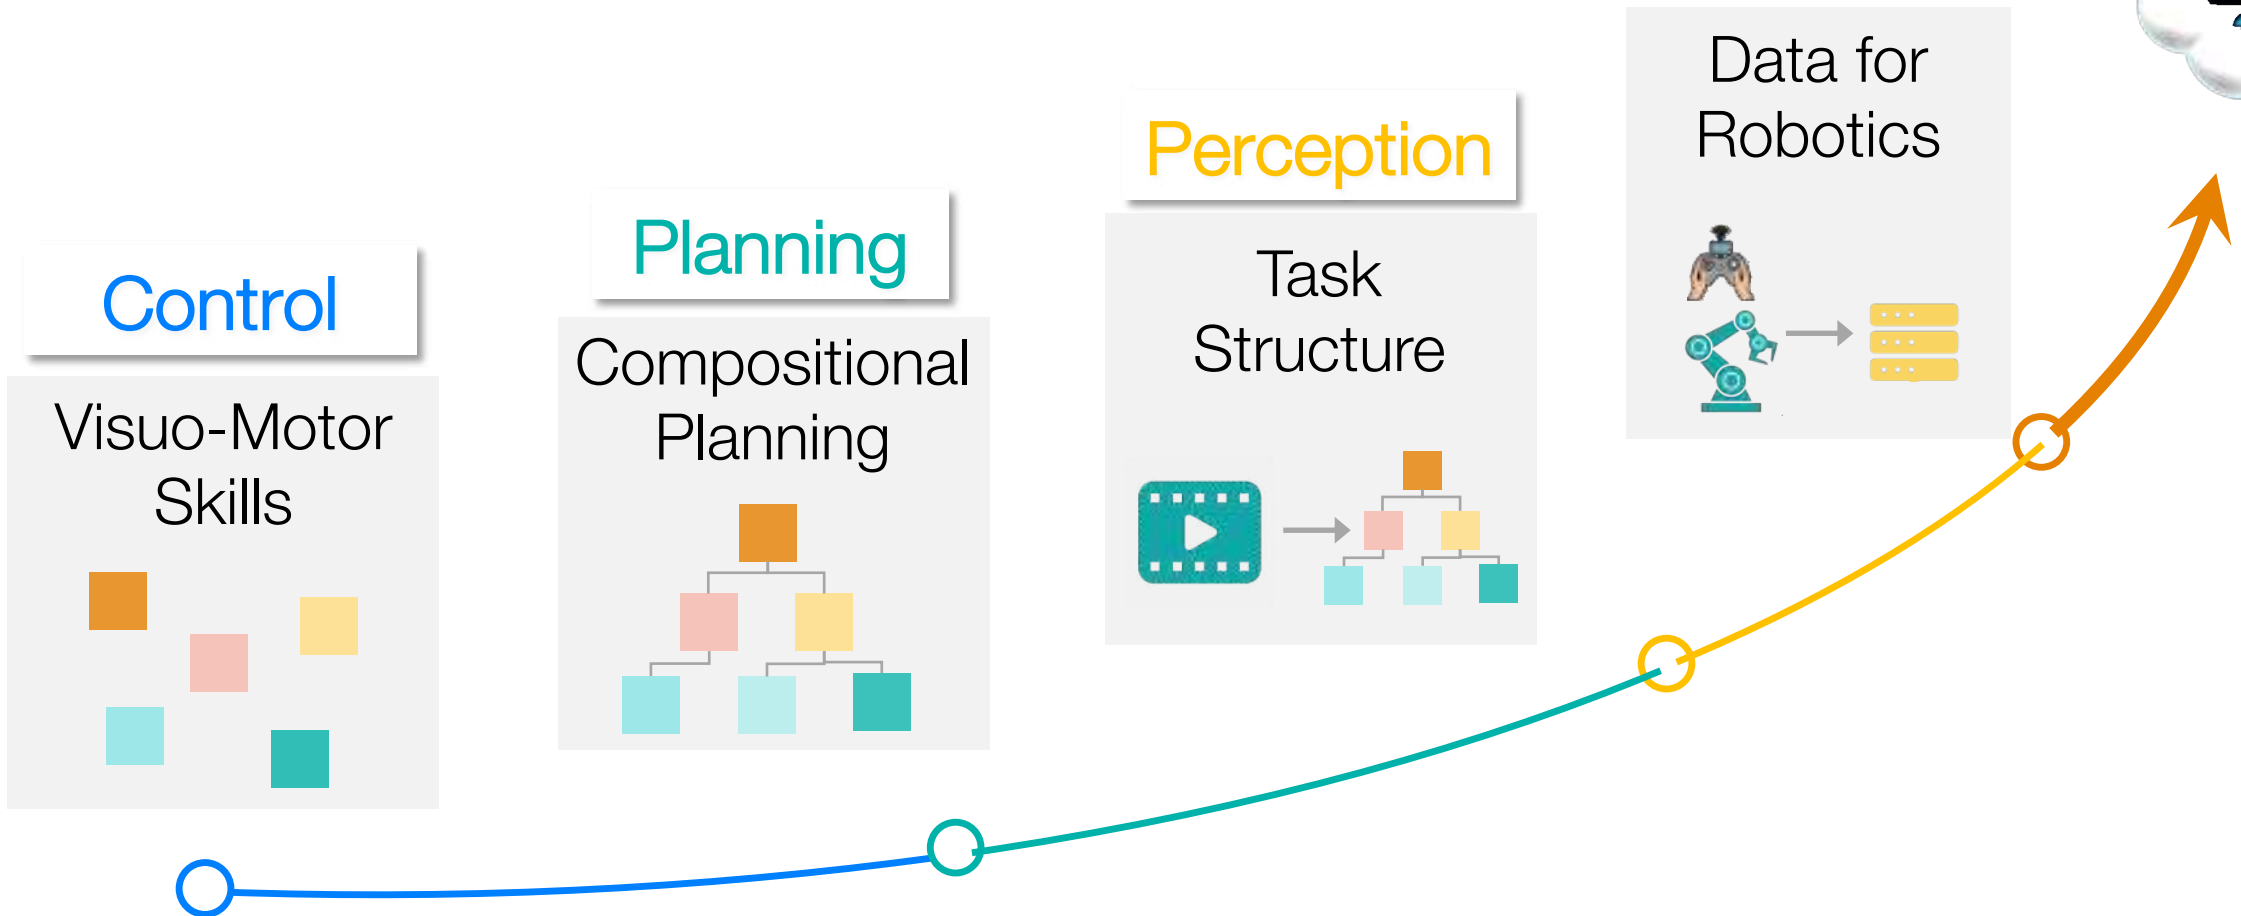 Control
Visuo-Motor
Skills
Planning
Compositional
Planning
Perception
Task
Structure
Data for
Robotics